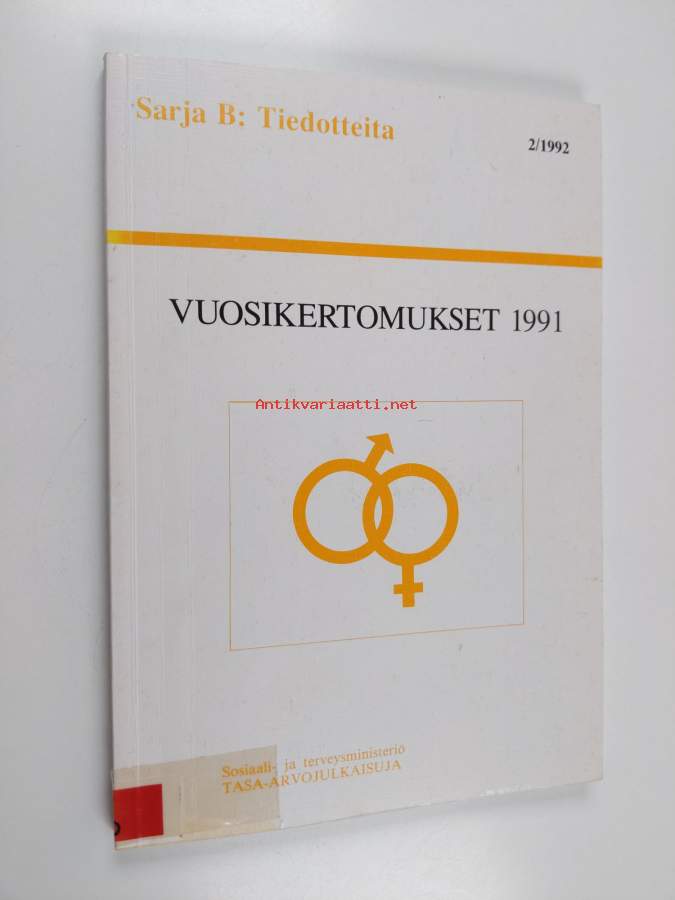 Sarja B: Tiedotteita
2/1992
VUOSIKERTOMUKSET 1991
Antikvariaatti.net
Sosiaali- ja terveysministeriö
TASA-ARVOJULKAISUJA